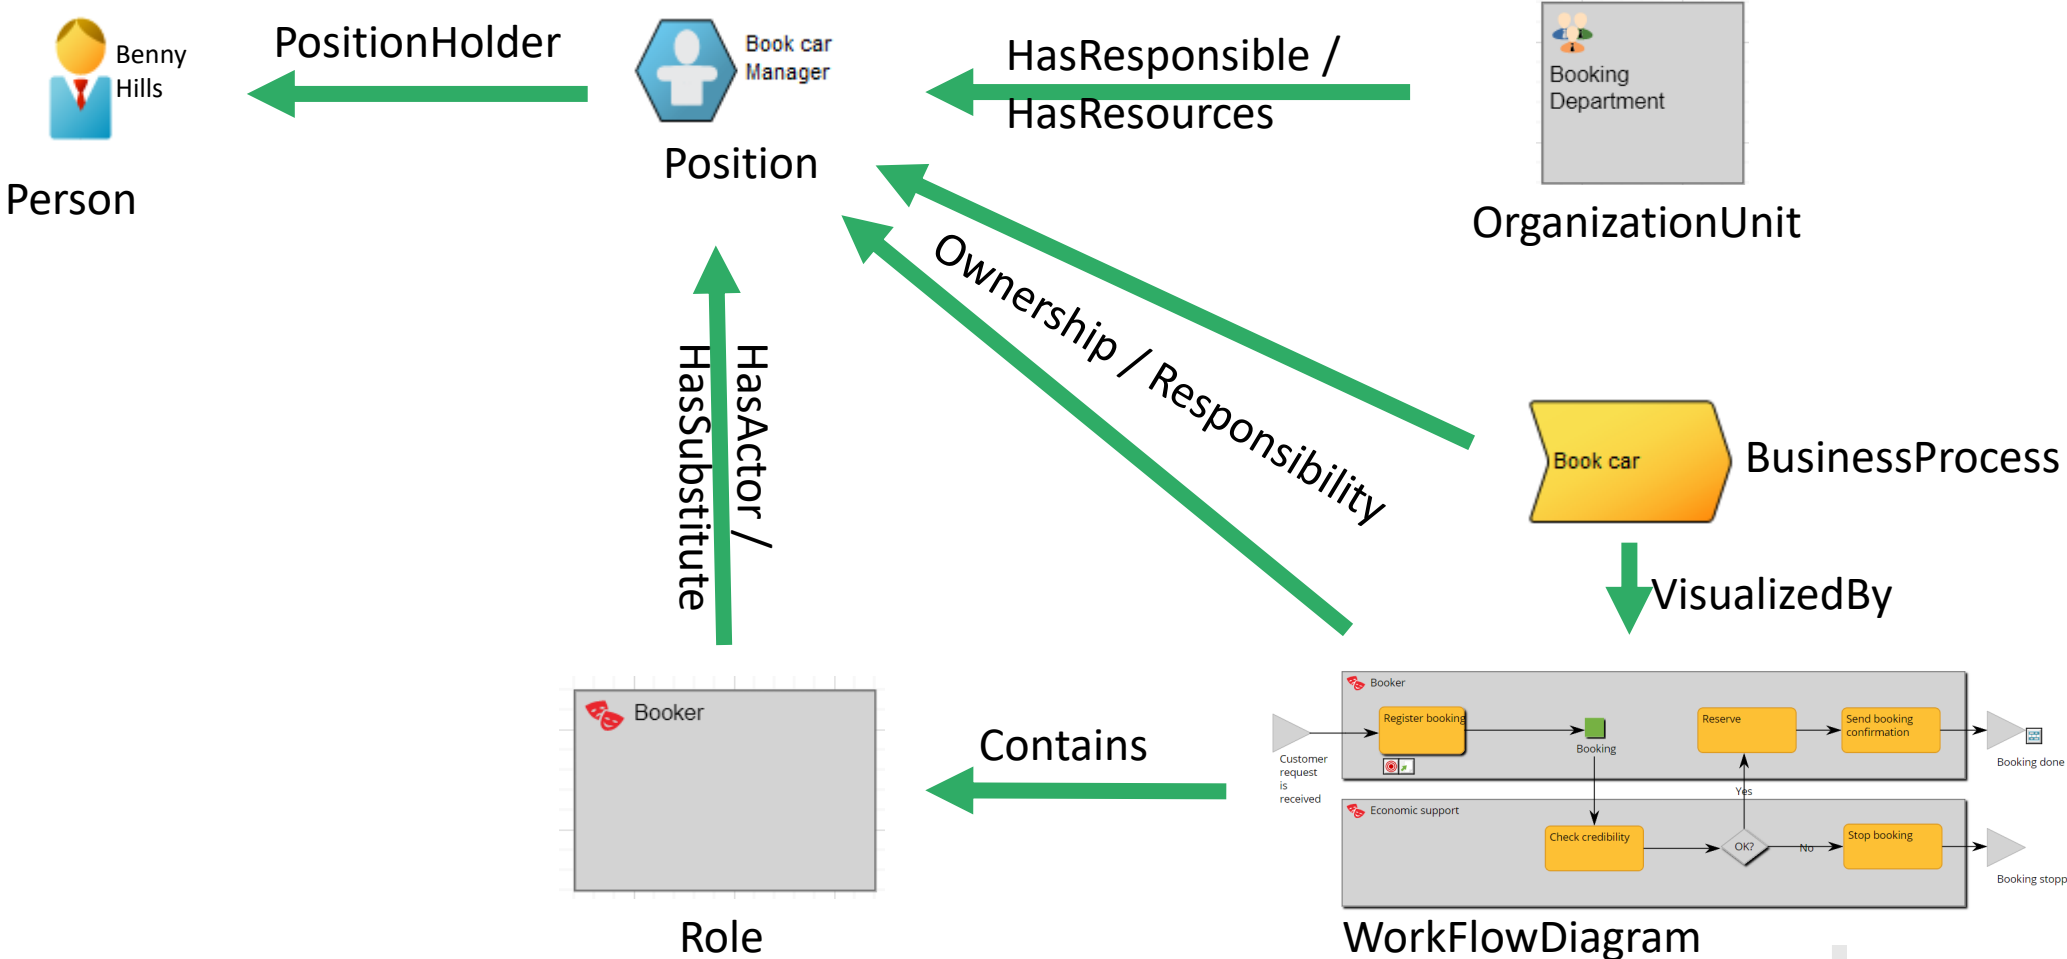 Benny
Hills
Person
PositionHolder
Book car
Manager
Position
HasResponsible /
HasResources
Booking
Department
OrganizationUnit
Ownership / Responsibility
HasActor /
HasSubstitute
Book car
BusinessProcess
VisualizedBy
Booker
Role
Contains
Booker
Customer
request
is
received
Register booking
Booking
Reserve
Send booking
confirmation
Booking done
Yes
Economic support
Check credibility
OK?
No
Stop booking
Booking stopp
WorkFlowDiagram